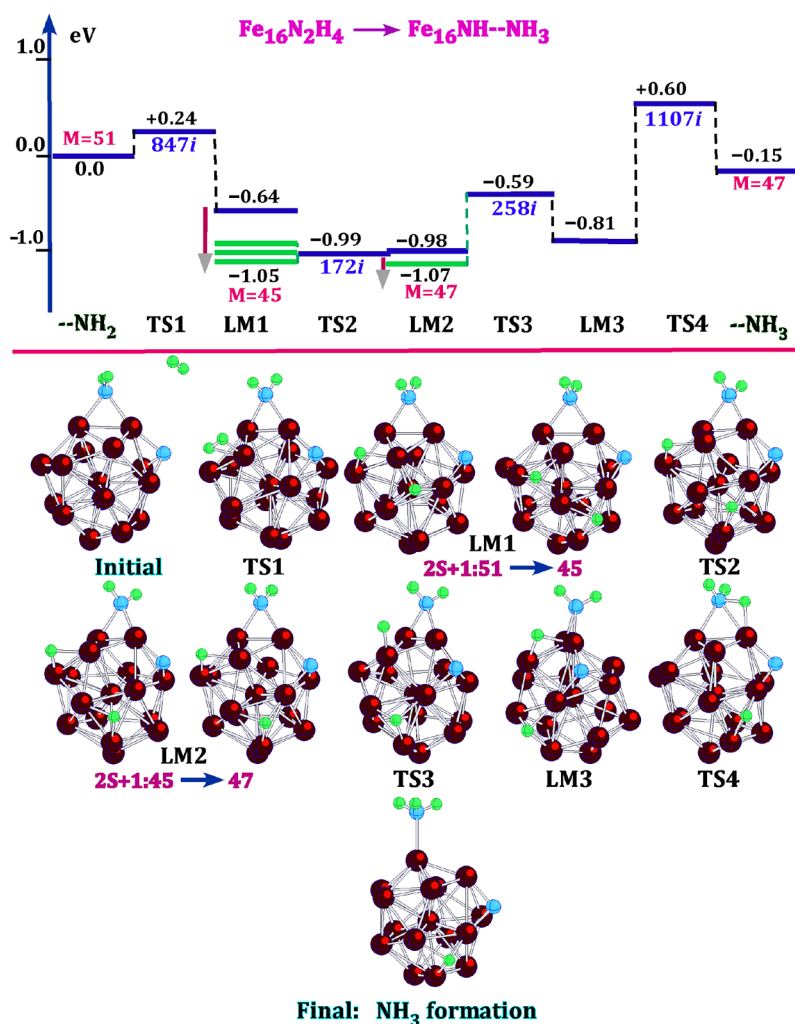 eV Fe₁₆N₂H₄ → Fe₁₆NH--NH₃
1.0
+0.60
+0.24
1107i
M=51 847i
0.0
0.0
−0.15
M=47
−0.64
−0.59
258i
−0.81
−0.99 −0.98
−1.0
172i
−1.05 −1.07
M=45 M=47
--NH₂ TS1 LM1 TS2 LM2 TS3 LM3 TS4 --NH₃
LM1
Initial TS1 2S+1:51 → 45 TS2
LM2
2S+1:45 → 47 TS3 LM3 TS4
Final: NH₃ formation